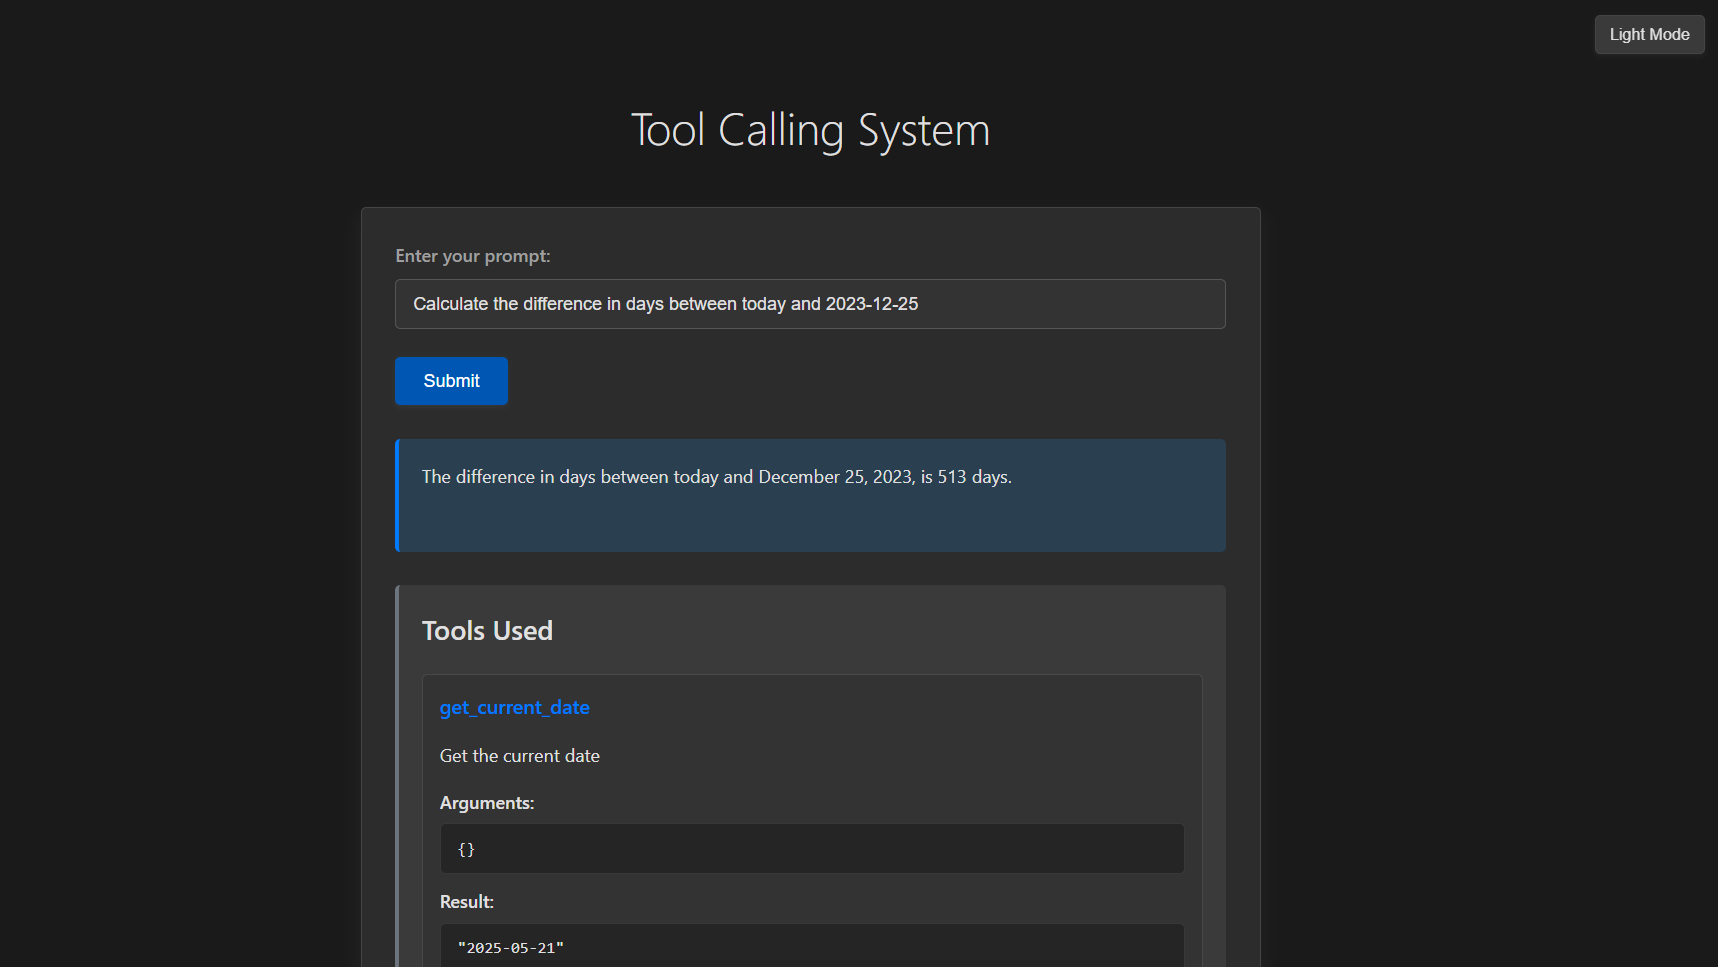 Light Mode
Tool Calling System
Enter your prompt:
Calculate the difference in days between today and 2023-12-25
Submit
The difference in days between today and December 25, 2023, is 513 days.
Tools Used
get_current_date
Get the current date
Arguments:
{}
Result:
"2025-05-21"